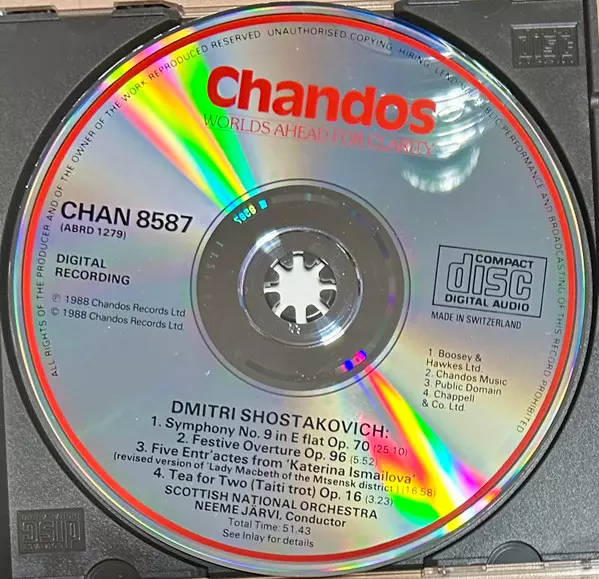 ALL RIGHTS OF THE PRODUCER AND OF THE OWNER OF THE WORK REPRODUCED RESERVED UNAUTHORISED COPYING, HIRING, LENDING, PUBLIC PERFORMANCE AND BROADCASTING OF THIS RECORD PROHIBITED
Chandos
WORLDS AHEAD FOR CLARITY
CHAN 8587
(ABRD 1279)
DIGITAL
RECORDING
℗ 1988 Chandos Records Ltd
© 1988 Chandos Records Ltd.
COMPACT
disc
DIGITAL AUDIO
MADE IN SWITZERLAND
1. Boosey &
Hawkes Ltd
2. Chandos Music
3. Public Domain
4. Chappell
& Co. Ltd.
DMITRI SHOSTAKOVICH:
1. Symphony No. 9 in E flat Op. 70 (25.10)
2. Festive Overture Op. 96 (5.52)
3. Five Entr'actes from 'Katerina Ismailova'
(revised version of 'Lady Macbeth of the Mtsensk district') (16.58)
4. Tea for Two (Taiti trot) Op. 16 (3.23)
SCOTTISH NATIONAL ORCHESTRA
NEEME JÄRVI, Conductor
Total Time: 51.43
See Inlay for details
disc